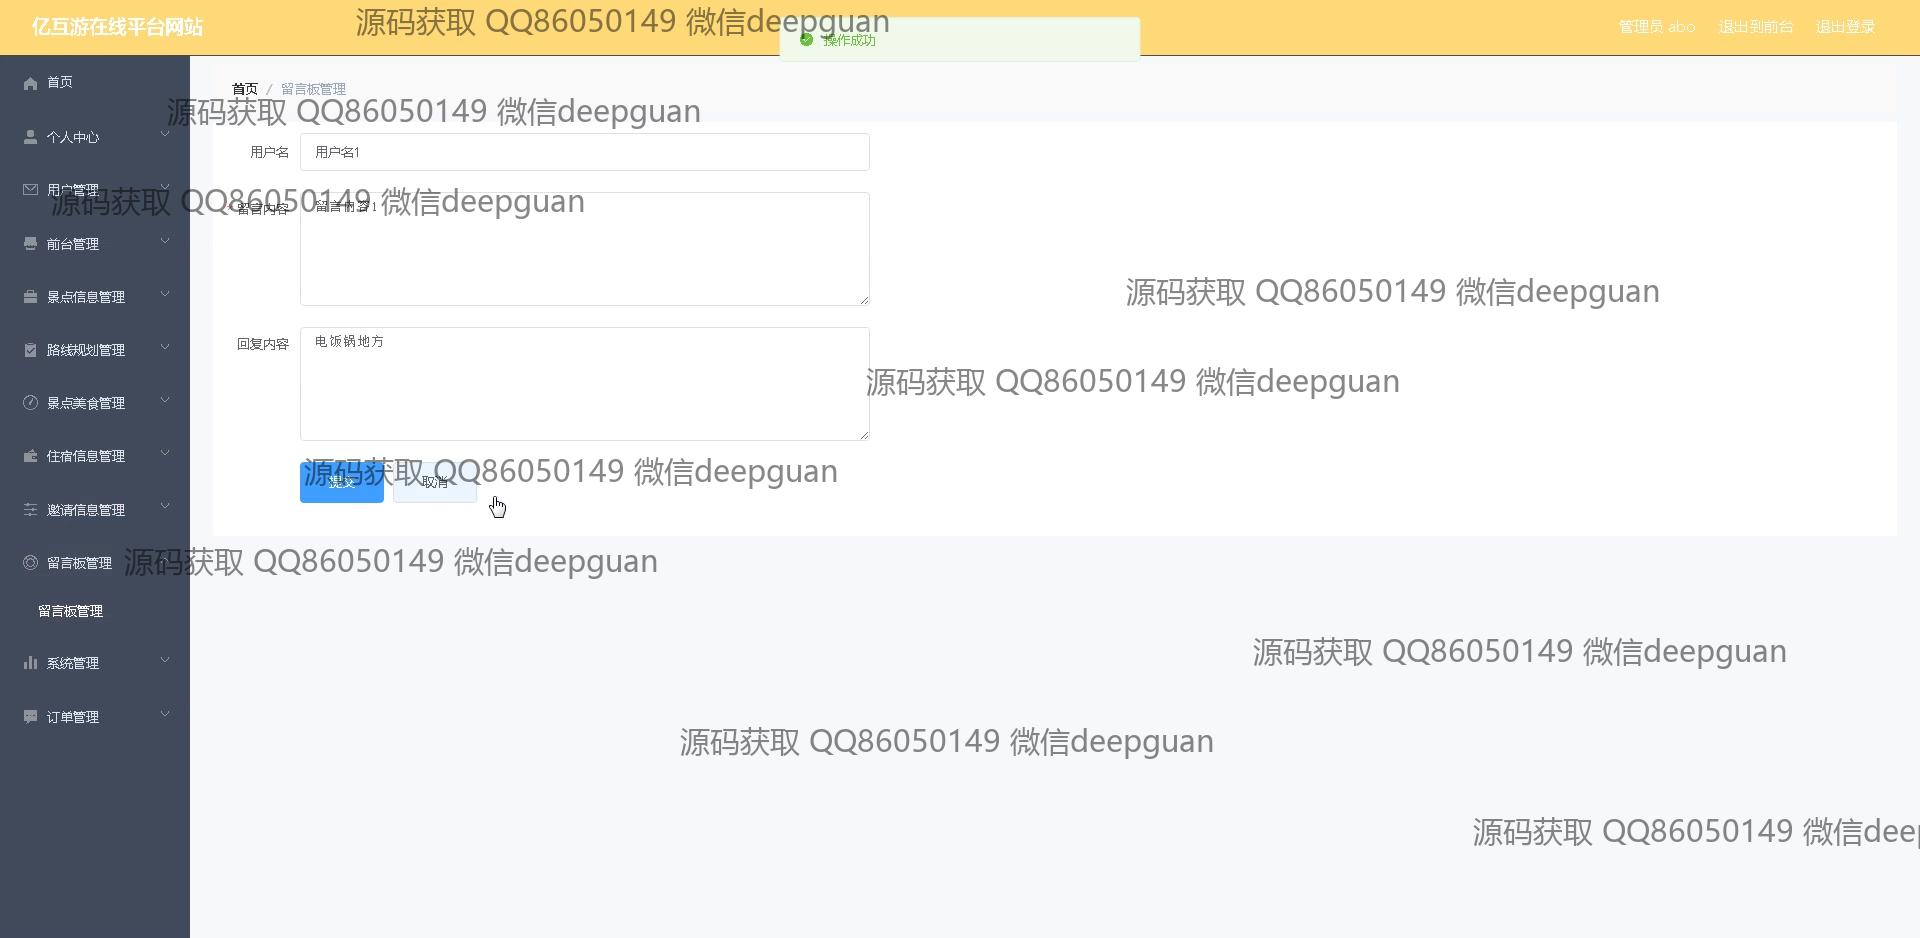 亿互游在线平台网站
源码获取 QQ86050149 微信deepguan
操作成功
管理员 abo
退出到前台
退出登录
首页
个人中心
用户管理
前台管理
景点信息管理
路线规划管理
景点美食管理
住宿信息管理
邀请信息管理
留言板管理
留言板管理
系统管理
订单管理
首页 / 留言板管理
源码获取 QQ86050149 微信deepguan
用户名 用户名1
源码获取 QQ86050149 微信deepguan
* 留言内容 留言内容1
源码获取 QQ86050149 微信deepguan
回复内容 电饭锅地方
源码获取 QQ86050149 微信deepguan
源码获取 QQ86050149 微信deepguan
提交 取消
源码获取 QQ86050149 微信deepguan
源码获取 QQ86050149 微信deepguan
源码获取 QQ86050149 微信deepguan
源码获取 QQ86050149 微信deep